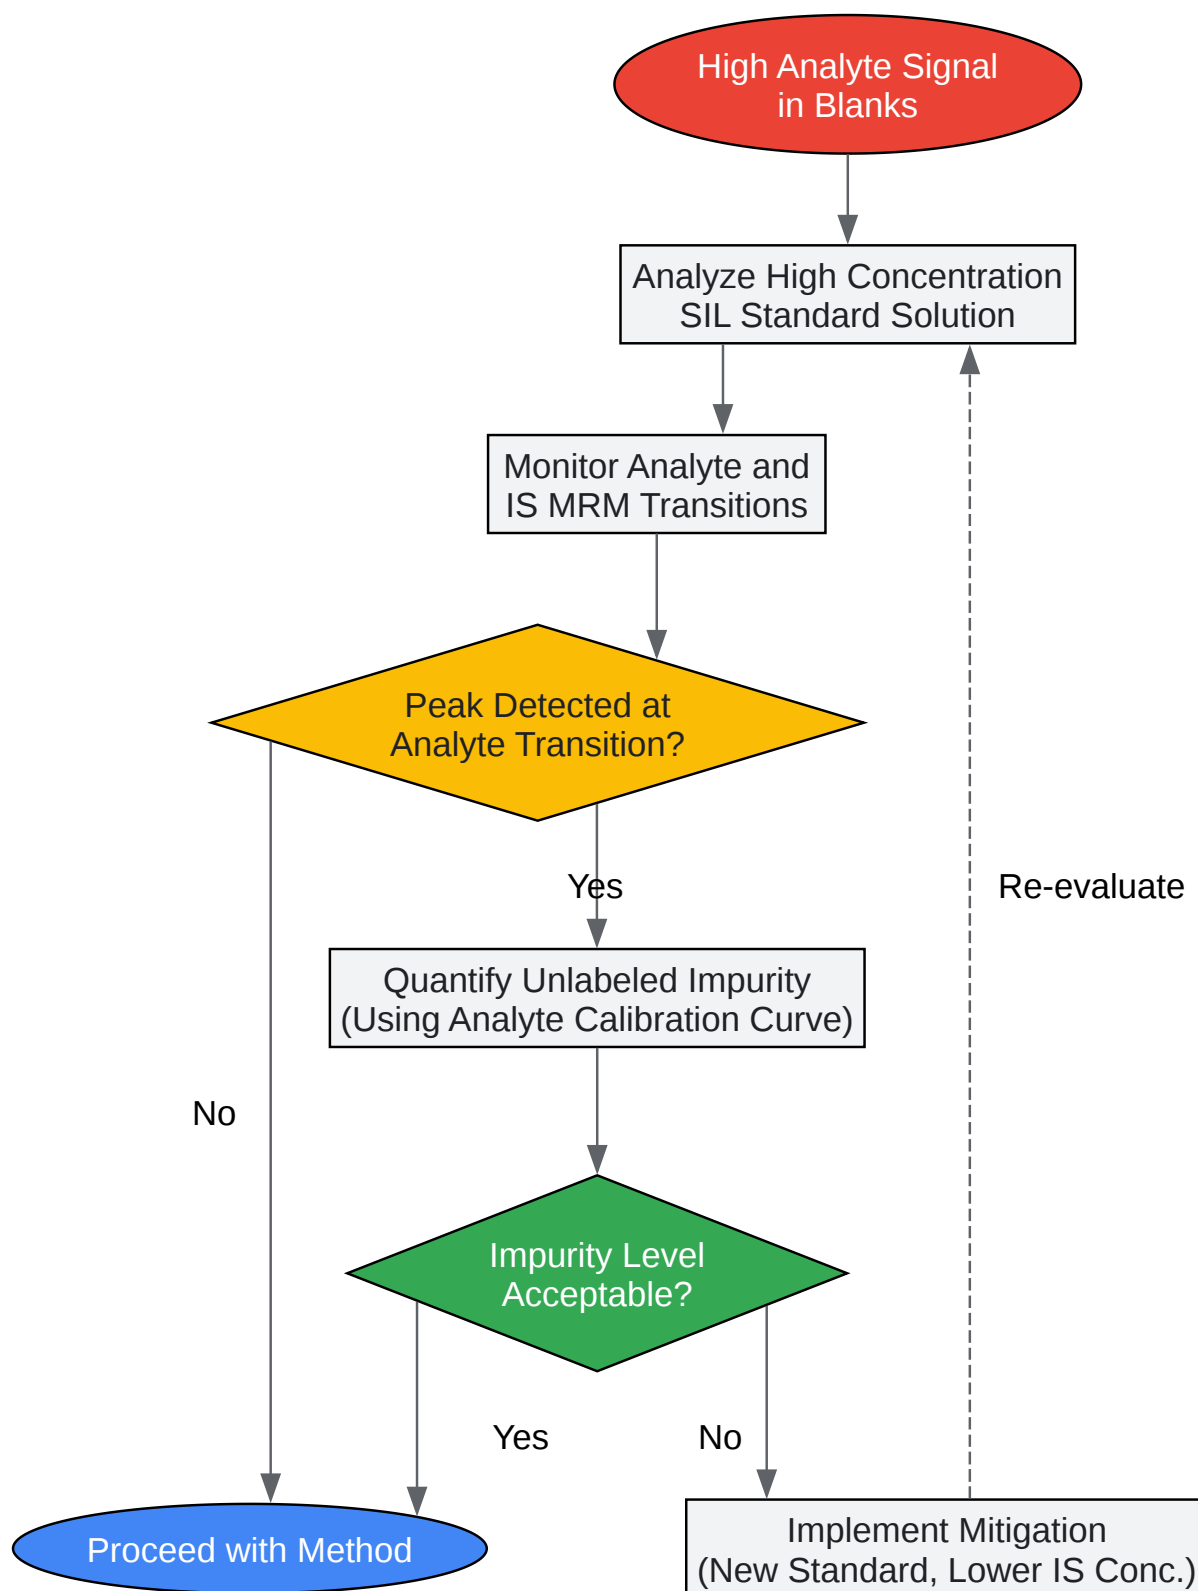 High Analyte Signal
in Blanks
Analyze High Concentration
SIL Standard Solution
Monitor Analyte and
IS MRM Transitions
Peak Detected at
Analyte Transition?
Yes
Re-evaluate
Quantify Unlabeled Impurity
(Using Analyte Calibration Curve)
No
Impurity Level
Acceptable?
Yes
No
Proceed with Method
Implement Mitigation
(New Standard, Lower IS Conc.)